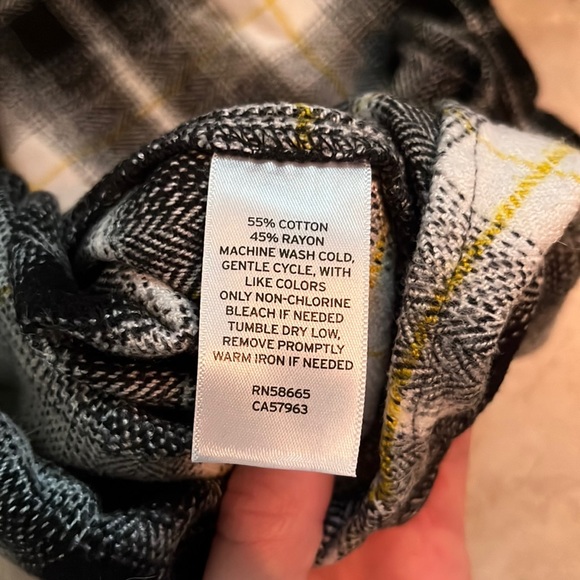 55% COTTON
45% RAYON
MACHINE WASH COLD,
GENTLE CYCLE, WITH
LIKE COLORS
ONLY NON-CHLORINE
BLEACH IF NEEDED
TUMBLE DRY LOW,
REMOVE PROMPTLY
WARM IRON IF NEEDED
RN58665
CA57963